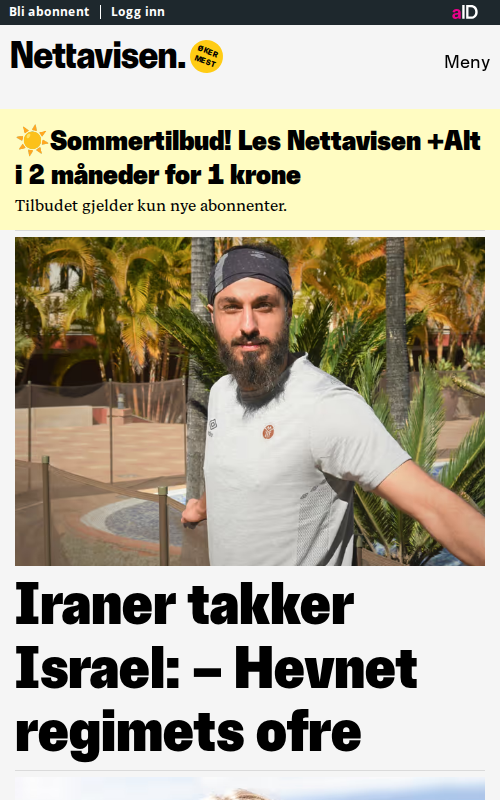 Bli abonnent | Logg inn
aID
Nettavisen.
ØKER
MEST
Meny
☀️Sommertilbud! Les Nettavisen +Alt
i 2 måneder for 1 krone
Tilbudet gjelder kun nye abonnenter.
Iraner takker
Israel: – Hevnet
regimets ofre